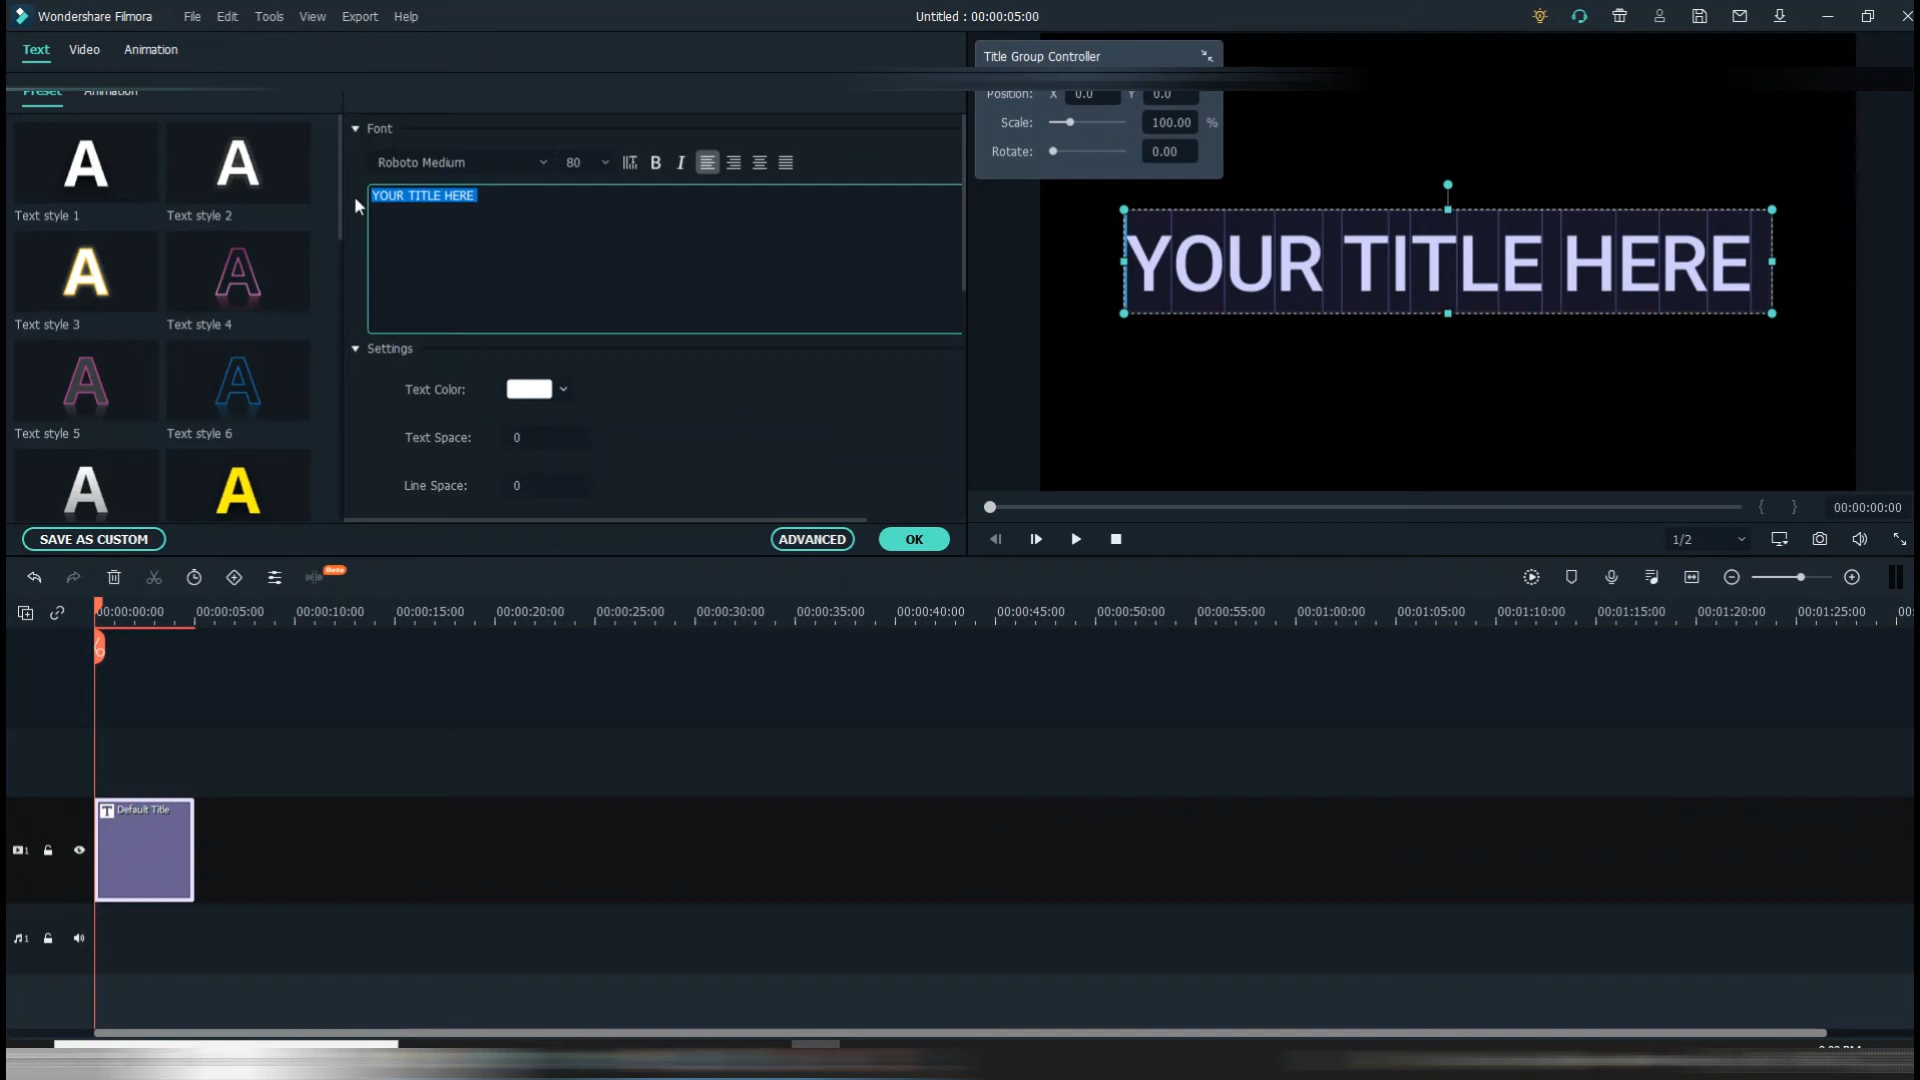 Wondershare Filmora File Edit Tools View Export Help Untitled : 00:00:05:00
Text Video Animation
Preset Animation
Title Group Controller
Position: X 0.0 Y 0.0
Scale: 100.00 %
Rotate: 0.00
A A
Text style 1 Text style 2
A A
Text style 3 Text style 4
A A
Text style 5 Text style 6
A A
Font
Roboto Medium 80 B I
YOUR TITLE HERE
Settings
Text Color:
Text Space: 0
Line Space: 0
YOUR TITLE HERE
{ } 00:00:00:00
SAVE AS CUSTOM ADVANCED OK
1/2
00:00:00:00 00:00:05:00 00:00:10:00 00:00:15:00 00:00:20:00 00:00:25:00 00:00:30:00 00:00:35:00 00:00:40:00 00:00:45:00 00:00:50:00 00:00:55:00 00:01:00:00 00:01:05:00 00:01:10:00 00:01:15:00 00:01:20:00 00:01:25:00 00:
T Default Title
1
1